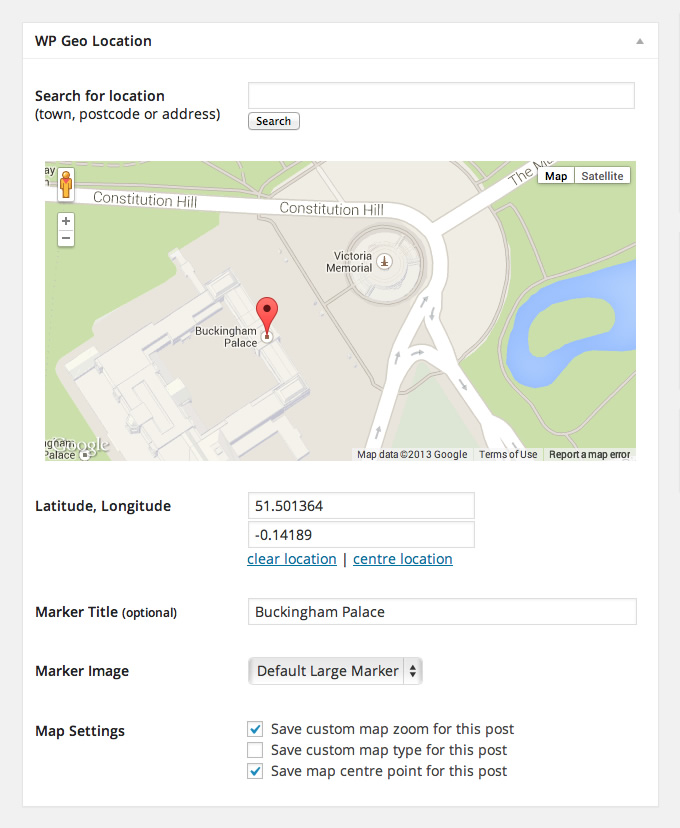 WP Geo Location
Search for location
(town, postcode or address)
Search
Constitution Hill
Constitution Hill
The
Map
Satellite
+
−
Victoria
Memorial
Buckingham
Palace
Google
Palace
Map data ©2013 Google
Terms of Use
Report a map error
Latitude, Longitude
51.501364
-0.14189
clear location | centre location
Marker Title (optional)
Buckingham Palace
Marker Image
Default Large Marker
Map Settings
Save custom map zoom for this post
Save custom map type for this post
Save map centre point for this post